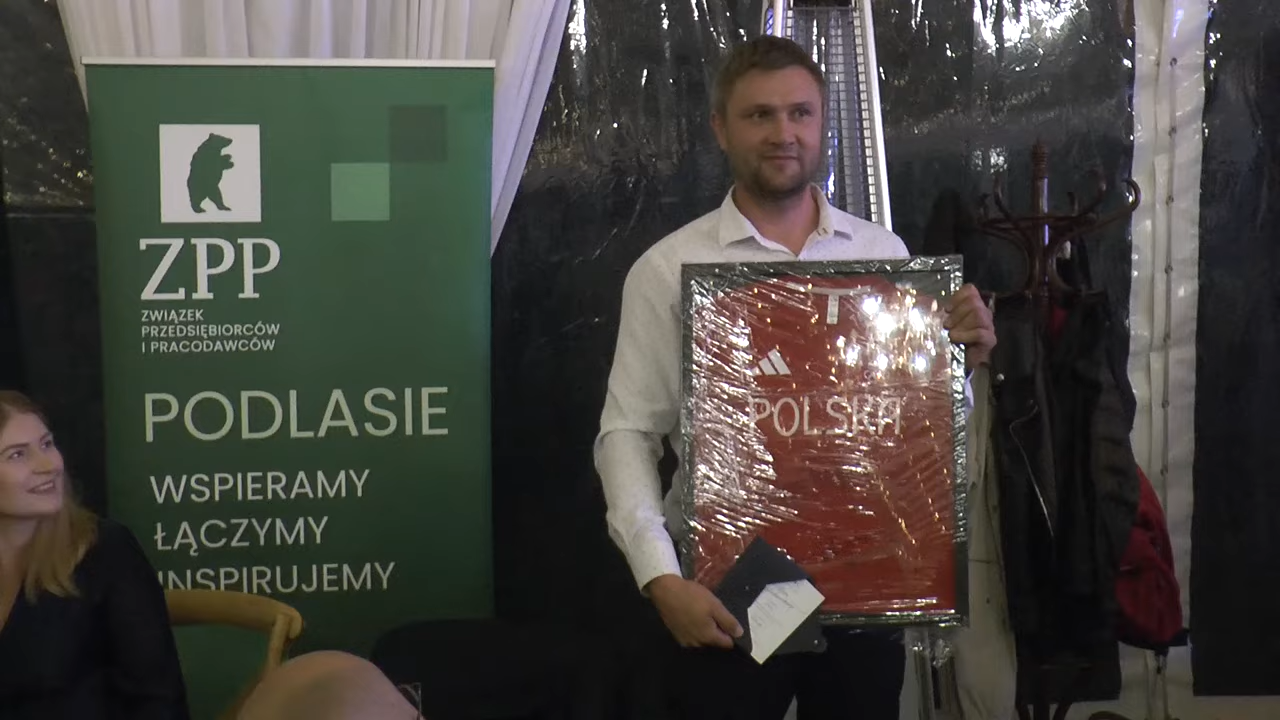 ZPP
ZWIĄZEK
PRZEDSIĘBIORCÓW
I PRACODAWCÓW
PODLASIE
WSPIERAMY
ŁĄCZYMY
INSPIRUJEMY
POLSKA